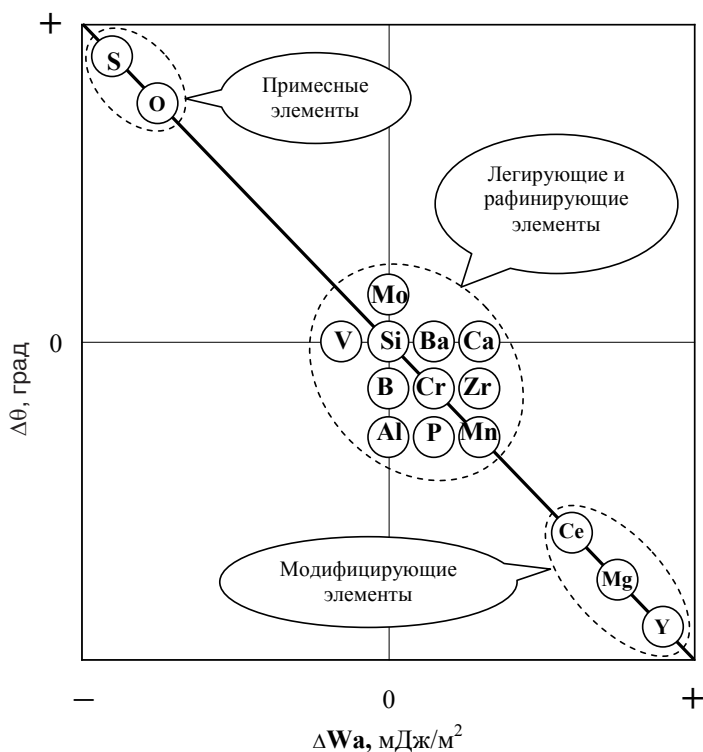 +
S
O
Примесные
элементы
Легирующие и
рафинирующие
элементы
Mo
0
V
Si
Ba
Ca
B
Cr
Zr
Al
P
Mn
Δθ, град
Ce
Mg
Y
Модифицирующие
элементы
−
0
+
ΔWa, мДж/м²